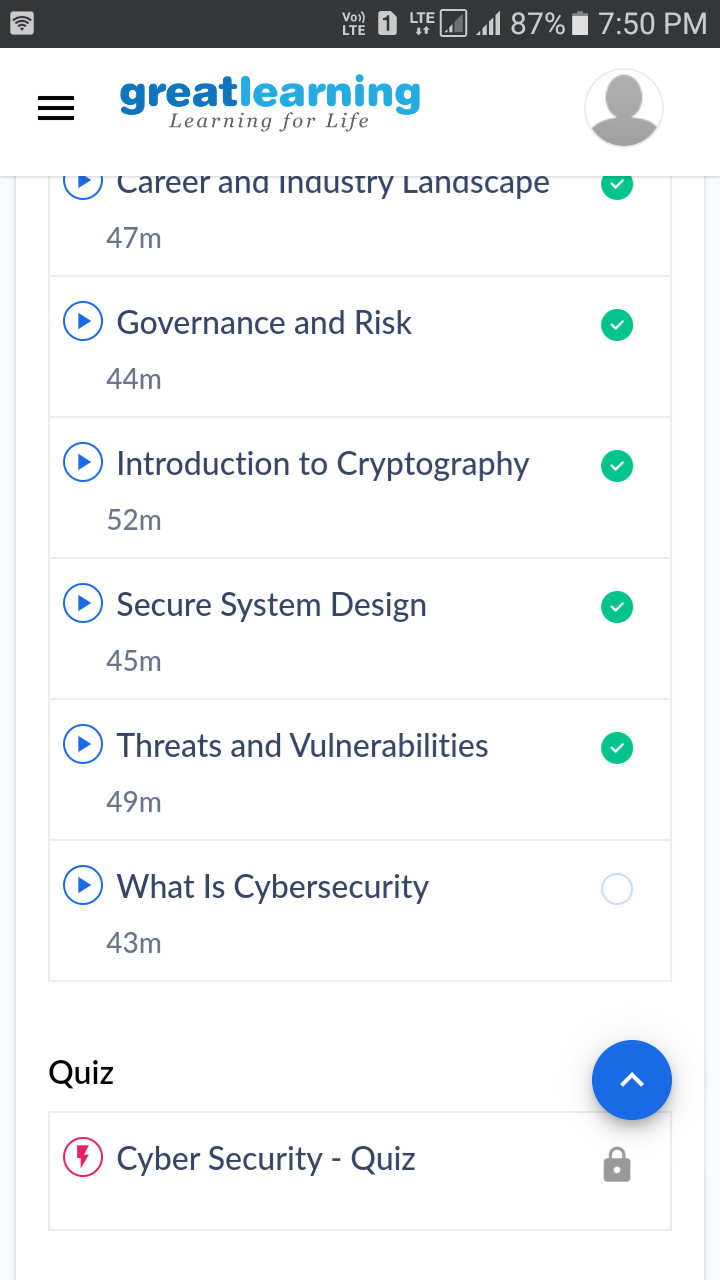 Vo)) LTE 1 LTE 87% 7:50 PM
greatlearning
Learning for Life
Career and Industry Landscape
47m
Governance and Risk
44m
Introduction to Cryptography
52m
Secure System Design
45m
Threats and Vulnerabilities
49m
What Is Cybersecurity
43m
Quiz
Cyber Security - Quiz